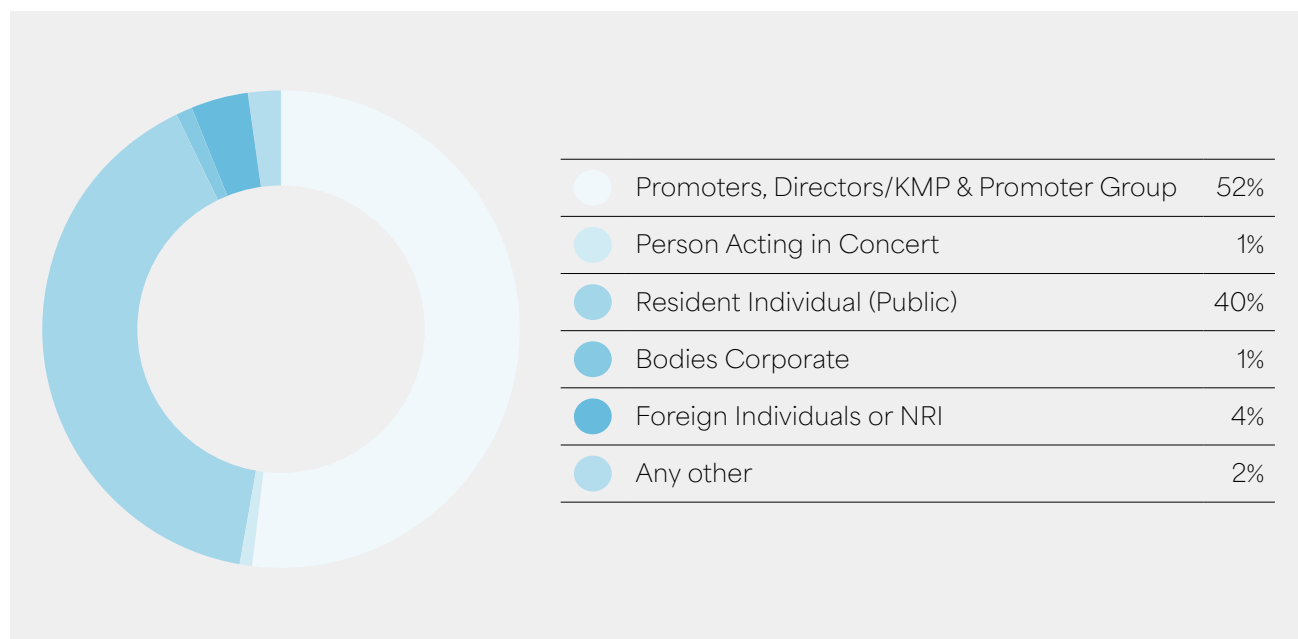 Promoters, Directors/KMP & Promoter Group 52%
Person Acting in Concert 1%
Resident Individual (Public) 40%
Bodies Corporate 1%
Foreign Individuals or NRI 4%
Any other 2%